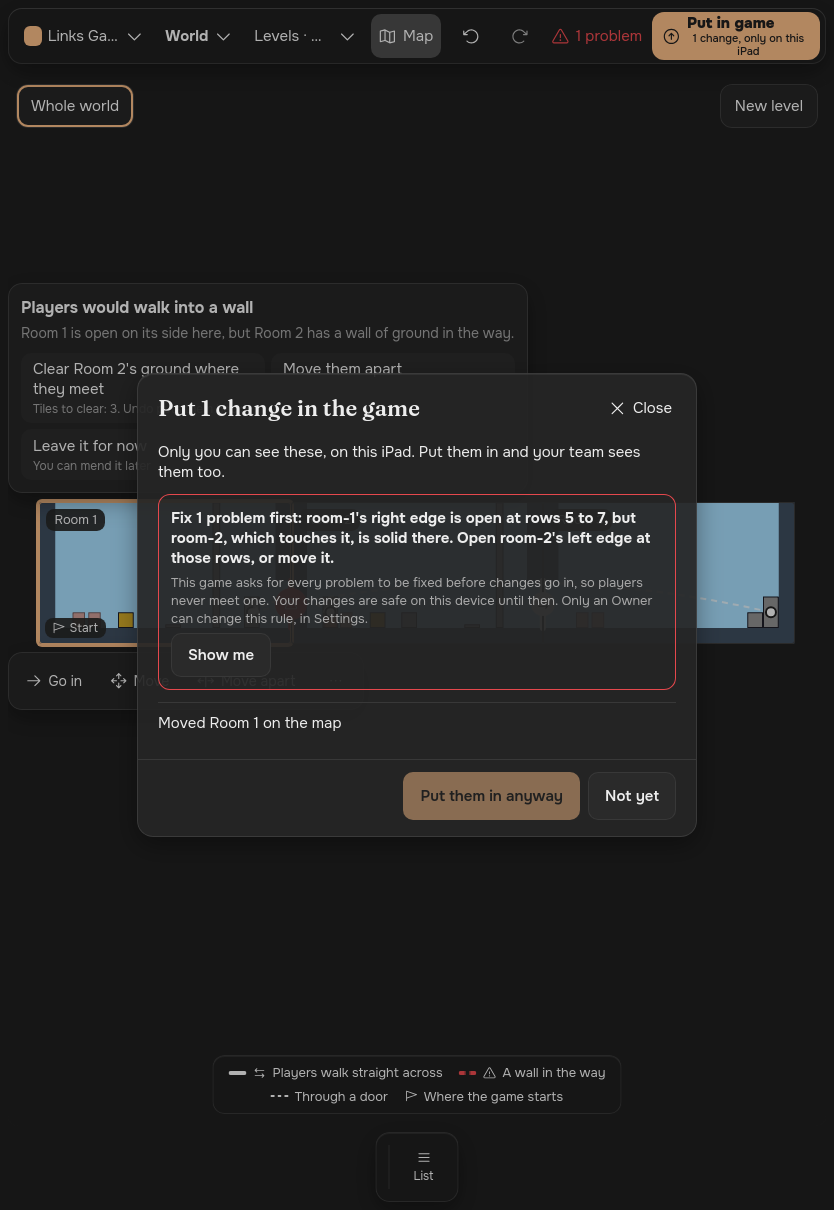 Links Ga...
World
Levels · ...
Map
1 problem
Put in game
1 change, only on this
iPad
Whole world
New level
Players would walk into a wall
Room 1 is open on its side here, but Room 2 has a wall of ground in the way.
Clear Room 2's ground where
they meet
Tiles to clear: 3.
Move them apart
Leave it for now
You can mend it
Put 1 change in the game
Close
Only you can see these, on this iPad. Put them in and your team sees
them too.
Fix 1 problem first: room-1's right edge is open at rows 5 to 7, but
room-2, which touches it, is solid there. Open room-2's left edge at
those rows, or move it.
This game asks for every problem to be fixed before changes go in, so players
never meet one. Your changes are safe on this device until then. Only an Owner
can change this rule, in Settings.
Show me
Moved Room 1 on the map
Put them in anyway
Not yet
Room 1
Start
Go in
Move
Move apart
Players walk straight across
A wall in the way
Through a door
Where the game starts
List